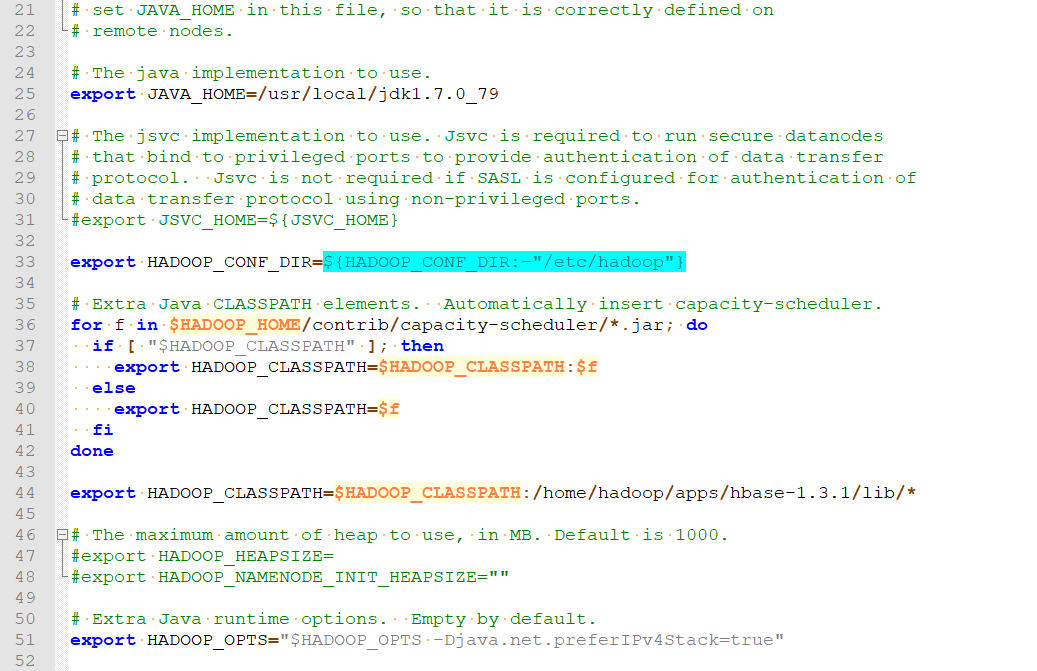 21 # set JAVA_HOME in this file, so that it is correctly defined on
22 # remote nodes.
23
24 # The java implementation to use.
25 export JAVA_HOME=/usr/local/jdk1.7.0_79
26
27 # The jsvc implementation to use. Jsvc is required to run secure datanodes
28 # that bind to privileged ports to provide authentication of data transfer
29 # protocol.  Jsvc is not required if SASL is configured for authentication of
30 # data transfer protocol using non-privileged ports.
31 #export JSVC_HOME=${JSVC_HOME}
32
33 export HADOOP_CONF_DIR=${HADOOP_CONF_DIR:-"/etc/hadoop"}
34
35 # Extra Java CLASSPATH elements.  Automatically insert capacity-scheduler.
36 for f in $HADOOP_HOME/contrib/capacity-scheduler/*.jar; do
37   if [ "$HADOOP_CLASSPATH" ]; then
38     export HADOOP_CLASSPATH=$HADOOP_CLASSPATH:$f
39   else
40     export HADOOP_CLASSPATH=$f
41   fi
42 done
43
44 export HADOOP_CLASSPATH=$HADOOP_CLASSPATH:/home/hadoop/apps/hbase-1.3.1/lib/*
45
46 # The maximum amount of heap to use, in MB. Default is 1000.
47 #export HADOOP_HEAPSIZE=
48 #export HADOOP_NAMENODE_INIT_HEAPSIZE=""
49
50 # Extra Java runtime options.  Empty by default.
51 export HADOOP_OPTS="$HADOOP_OPTS -Djava.net.preferIPv4Stack=true"
52